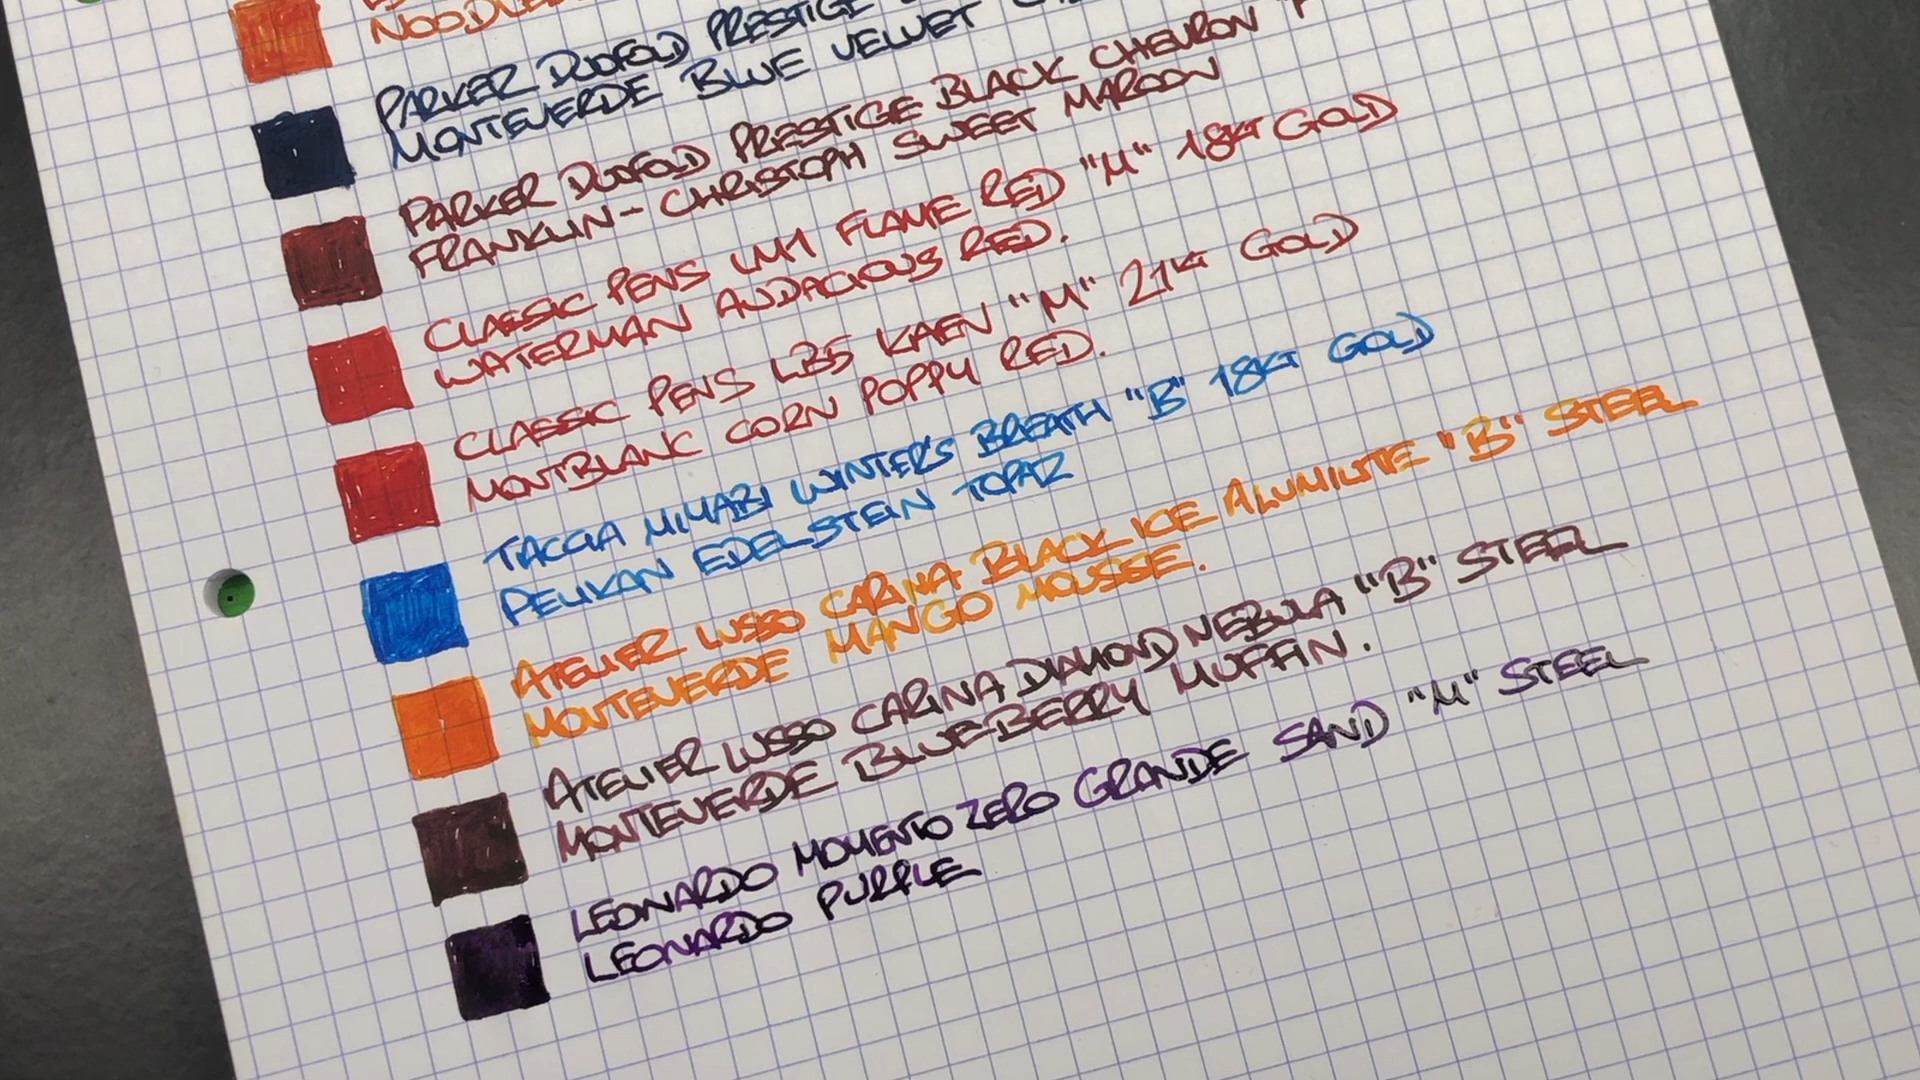 NOODLE
PARKER DUOFOLD PRESTIGE
MONTEVERDE BLUE VELVET
PARKER DUOFOLD PRESTIGE BLACK CHEVRON
FRANKLIN-CHRISTOPH SWEET MAROON
CLASSIC PENS LM1 FLAME RED "M" 18KT GOLD
WATERMAN AUDACIOUS RED.
CLASSIC PENS LB5 KAEN "M" 21KT GOLD
MONTBLANC CORN POPPY RED.
TACCIA MIYABI WINTER'S BREATH "B" 18KT GOLD
PELIKAN EDELSTEIN TOPAZ
ATELIER LUSSO CARINA BLACK ICE ALUMILITE "B" STEEL
MONTEVERDE MANGO MOUSSE.
ATELIER LUSSO CARINA DIAMOND NEBULA "B" STEEL
MONTEVERDE BLUEBERRY MUFFIN.
LEONARDO MOMENTO ZERO GRANDE SAND "M" STEEL
LEONARDO PURPLE